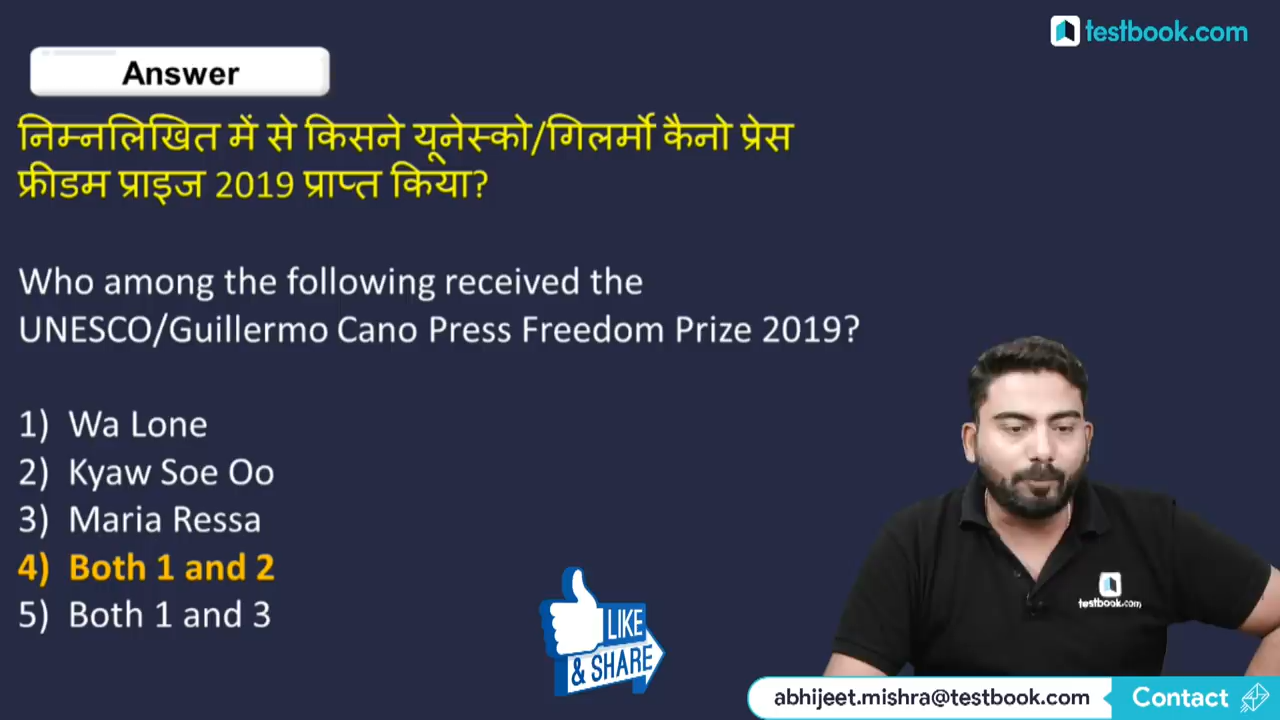 testbook.com
Answer
निम्नलिखित में से किसने यूनेस्को/गिलर्मो कैनो प्रेस
फ्रीडम प्राइज 2019 प्राप्त किया?
Who among the following received the
UNESCO/Guillermo Cano Press Freedom Prize 2019?
1) Wa Lone
2) Kyaw Soe Oo
3) Maria Ressa
4) Both 1 and 2
5) Both 1 and 3
LIKE
& SHARE
testbook.com
abhijeet.mishra@testbook.com Contact